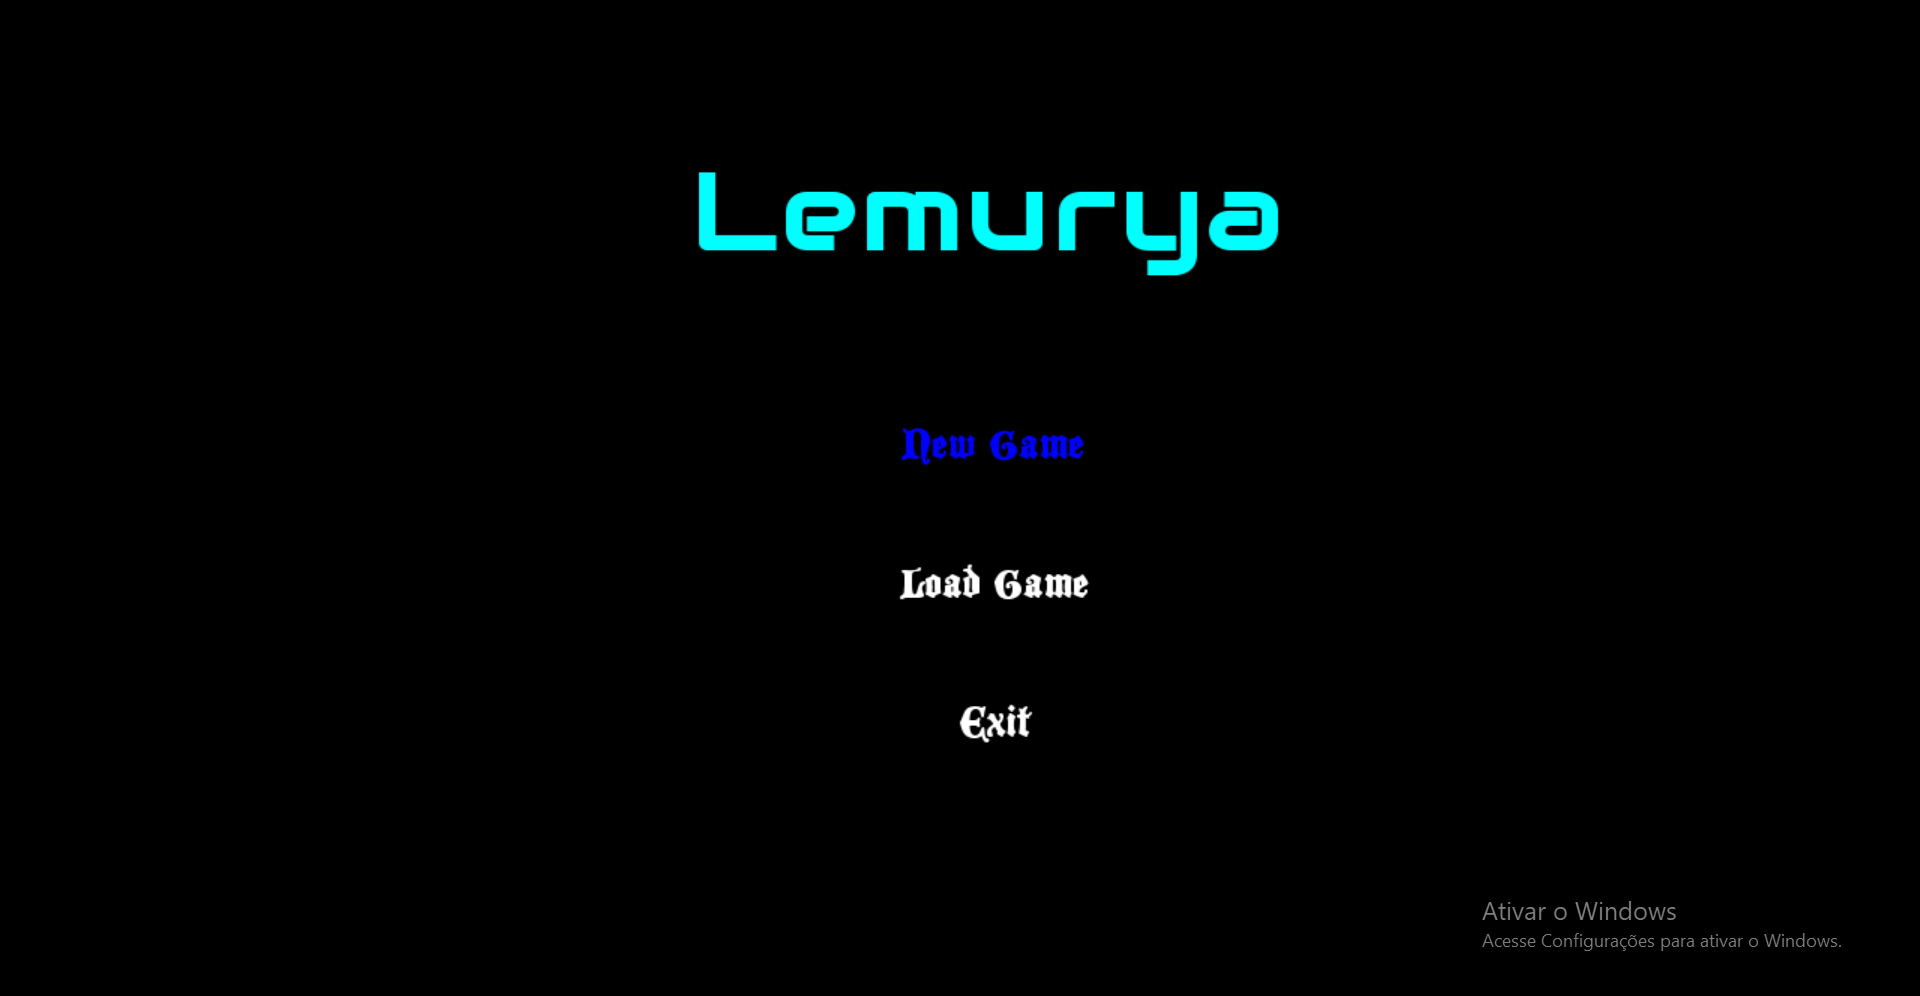 Lemurya
New Game
Load Game
Exit
Ativar o Windows
Acesse Configurações para ativar o Windows.